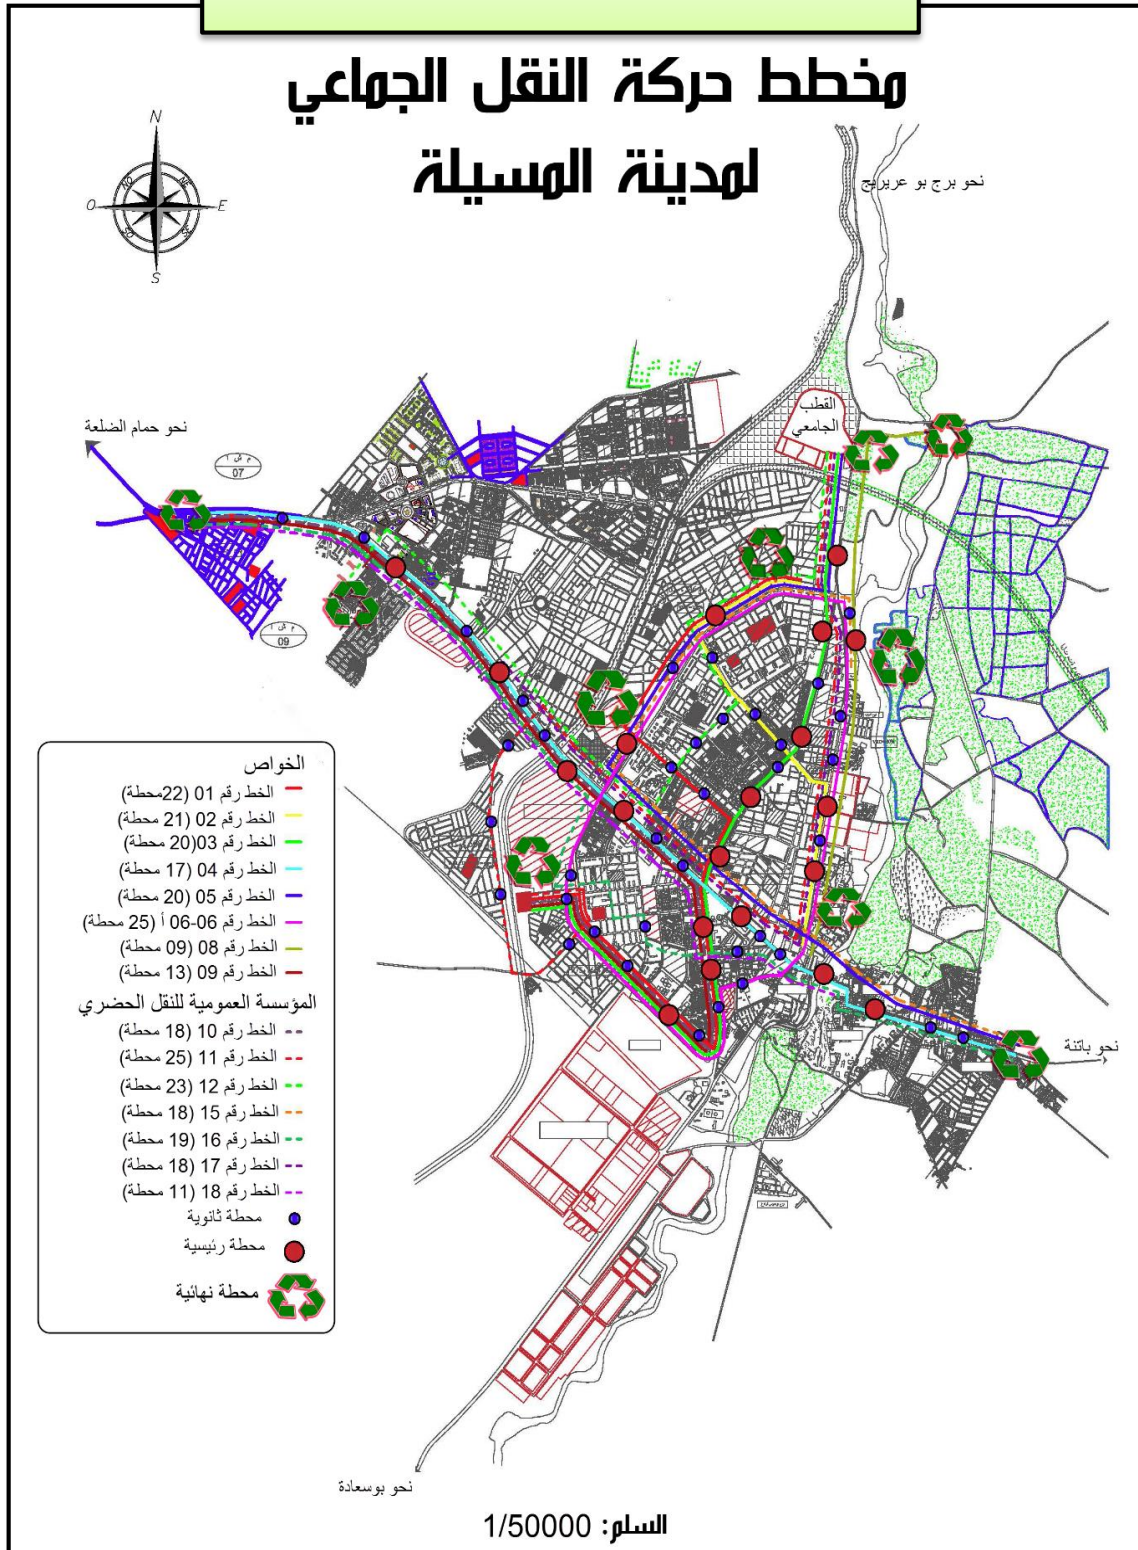 مخطط حركة النقل الجماعي
لمدينة المسيلة
N
NO
NE
O
E
SO
SE
S
نحو برج بو عريريج
القطب
الجامعي
نحو حمام الضلعة
م ش ا
07
م ش ا
09
الخواص
الخط رقم 01 (22محطة)
الخط رقم 02 (21 محطة)
الخط رقم 03(20 محطة)
الخط رقم 04 (17 محطة)
الخط رقم 05 (20 محطة)
الخط رقم 06-06 أ (25 محطة)
الخط رقم 08 (09 محطة)
الخط رقم 09 (13 محطة)
المؤسسة العمومية للنقل الحضري
الخط رقم 10 (18 محطة)
الخط رقم 11 (25 محطة)
الخط رقم 12 (23 محطة)
الخط رقم 15 (18 محطة)
الخط رقم 16 (19 محطة)
الخط رقم 17 (18 محطة)
الخط رقم 18 (11 محطة)
محطة ثانوية
محطة رئيسية
محطة نهائية
نحو باتنة
نحو بوسعادة
السلم: 1/50000